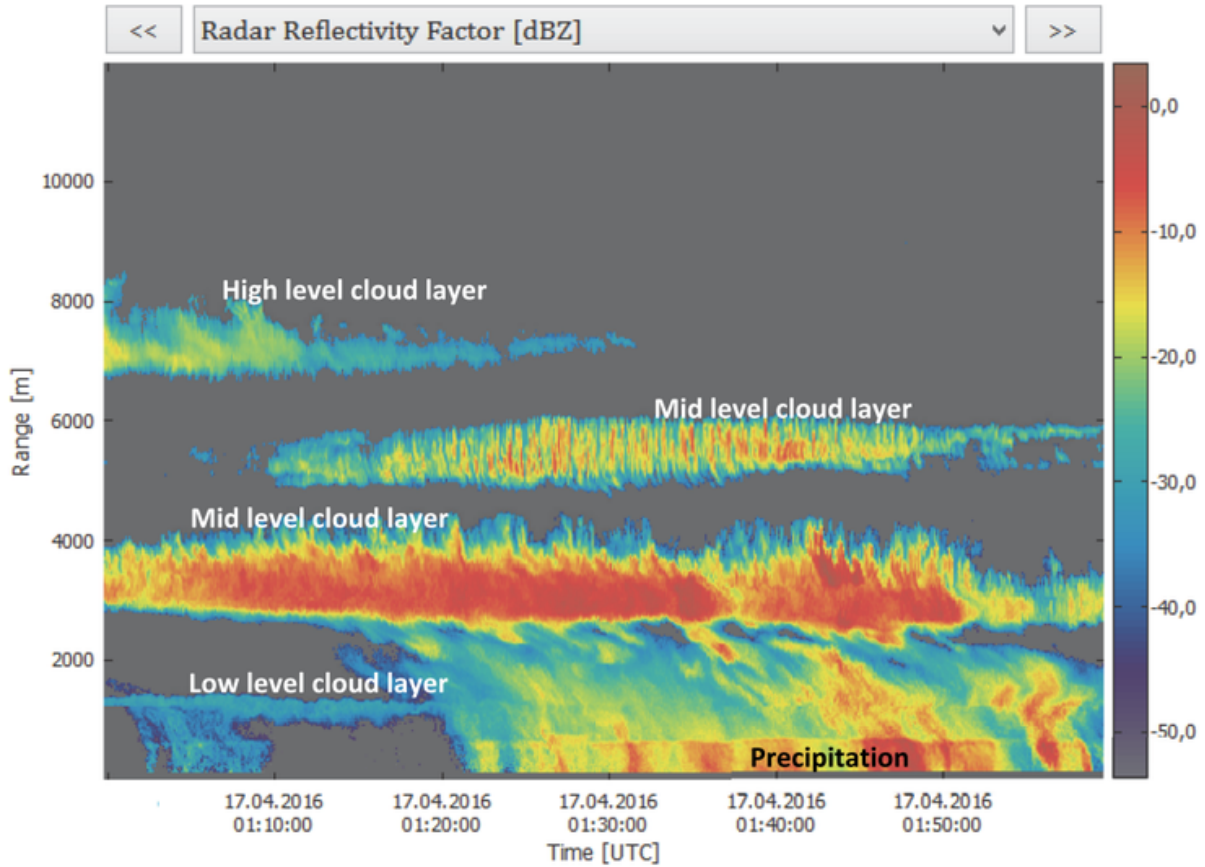 << Radar Reflectivity Factor [dBZ] >>
High level cloud layer
Mid level cloud layer
Mid level cloud layer
Low level cloud layer
Precipitation
Range [m]
10000
8000
6000
4000
2000
0,0
-10,0
-20,0
-30,0
-40,0
-50,0
17.04.2016 17.04.2016 17.04.2016 17.04.2016 17.04.2016
01:10:00 01:20:00 01:30:00 01:40:00 01:50:00
Time [UTC]